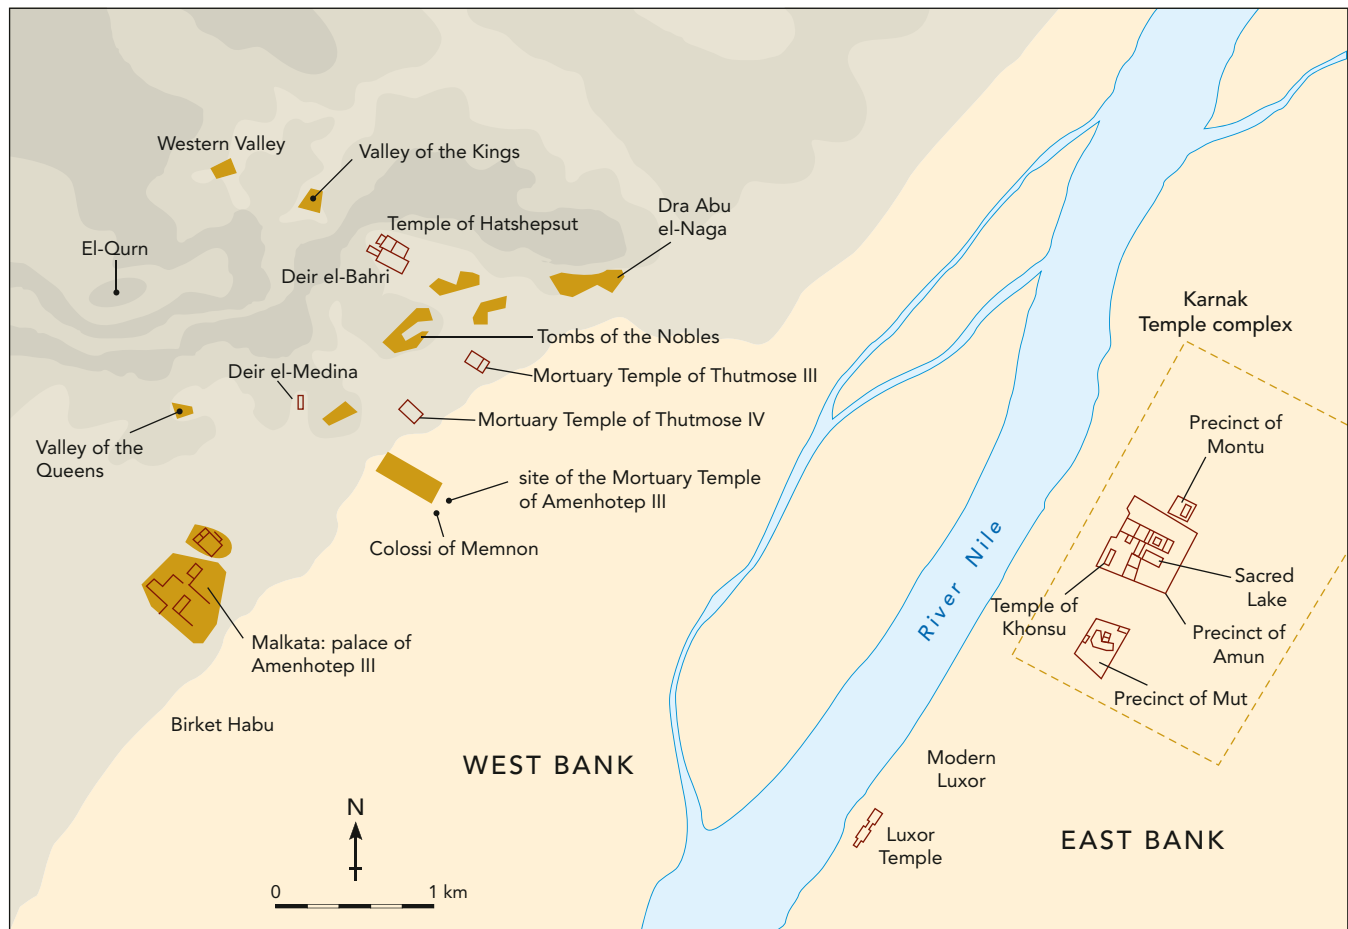 Western Valley
Valley of the Kings
Temple of Hatshepsut
Dra Abu
el-Naga
El-Qurn
Deir el-Bahri
Karnak
Temple complex
Tombs of the Nobles
Deir el-Medina
Mortuary Temple of Thutmose III
Mortuary Temple of Thutmose IV
Valley of the
Queens
Precinct of
Montu
site of the Mortuary Temple
of Amenhotep III
Colossi of Memnon
River Nile
Sacred
Lake
Temple of
Khonsu
Precinct of
Amun
Malkata: palace of
Amenhotep III
Precinct of Mut
Birket Habu
WEST BANK
Modern
Luxor
N
EAST BANK
Luxor
Temple
0
1 km